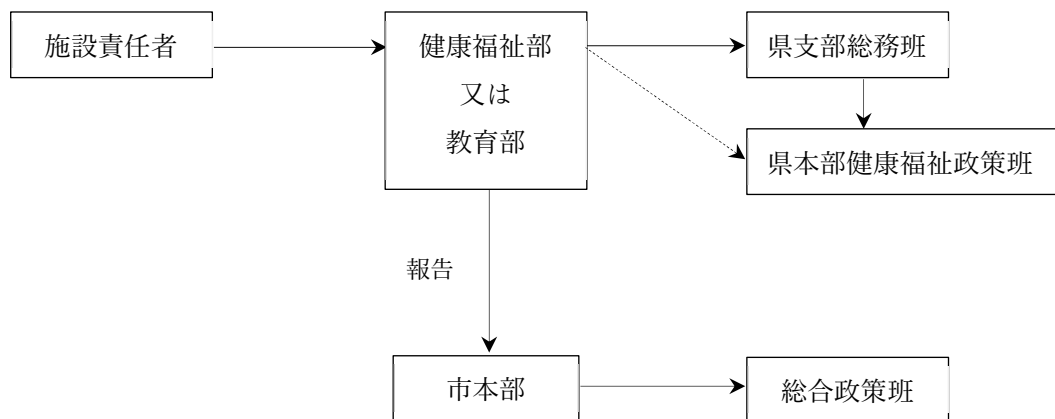 施設責任者
健康福祉部
又は
教育部
県支部総務班
県本部健康福祉政策班
報告
市本部
総合政策班